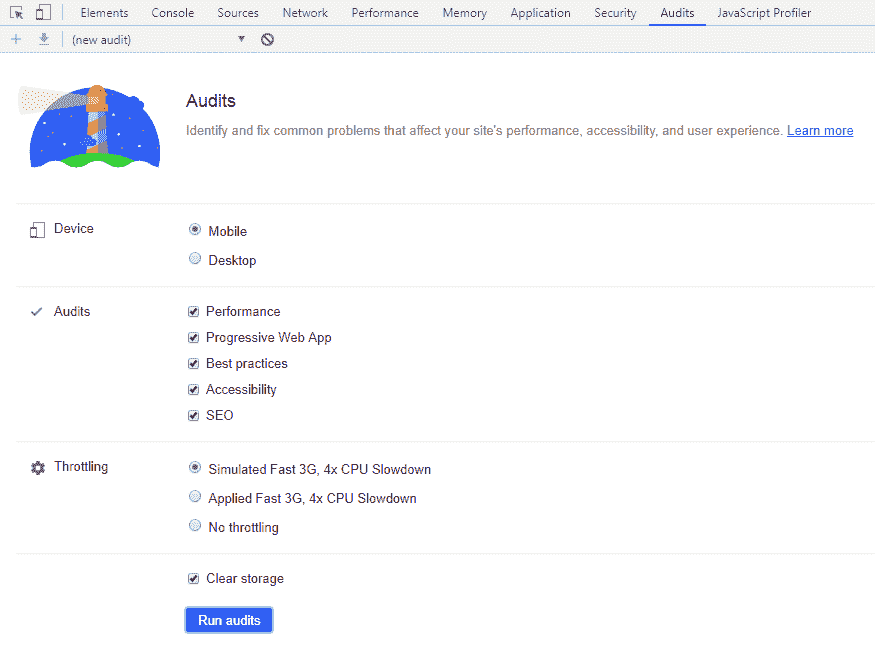 Elements Console Sources Network Performance Memory Application Security Audits JavaScript Profiler
(new audit)
Audits
Identify and fix common problems that affect your site's performance, accessibility, and user experience. Learn more
Device
Mobile
Desktop
Audits
Performance
Progressive Web App
Best practices
Accessibility
SEO
Throttling
Simulated Fast 3G, 4x CPU Slowdown
Applied Fast 3G, 4x CPU Slowdown
No throttling
Clear storage
Run audits